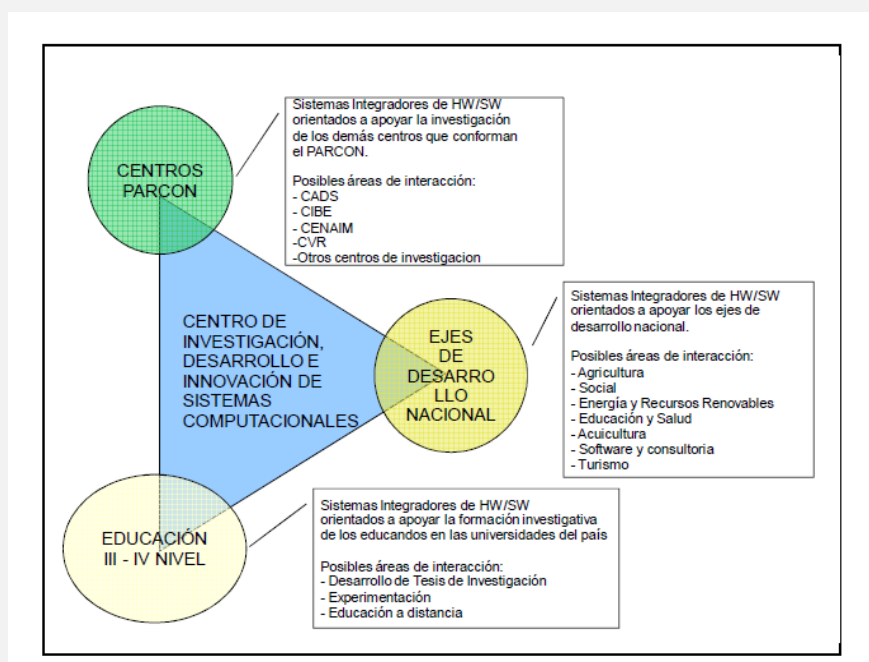 Sistemas Integradores de HW/SW
orientados a apoyar la investigación
de los demás centros que conforman
el PARCON.
Posibles áreas de interacción:
- CADS
- CIBE
- CENAIM
-CVR
-Otros centros de investigacion
CENTROS
PARCON
CENTRO DE
INVESTIGACIÓN,
DESARROLLO E
INNOVACIÓN DE
SISTEMAS
COMPUTACIONALES
EJES
DE
DESARRO
LLO
NACIONAL
Sistemas Integradores de HW/SW
orientados a apoyar los ejes de
desarrollo nacional.
Posibles áreas de interacción:
- Agricultura
- Social
- Energía y Recursos Renovables
- Educación y Salud
- Acuicultura
- Software y consultoria
- Turismo
EDUCACIÓN
III - IV NIVEL
Sistemas Integradores de HW/SW
orientados a apoyar la formación investigativa
de los educandos en las universidades del país
Posibles áreas de interacción:
- Desarrollo de Tesis de Investigación
- Experimentación
- Educación a distancia